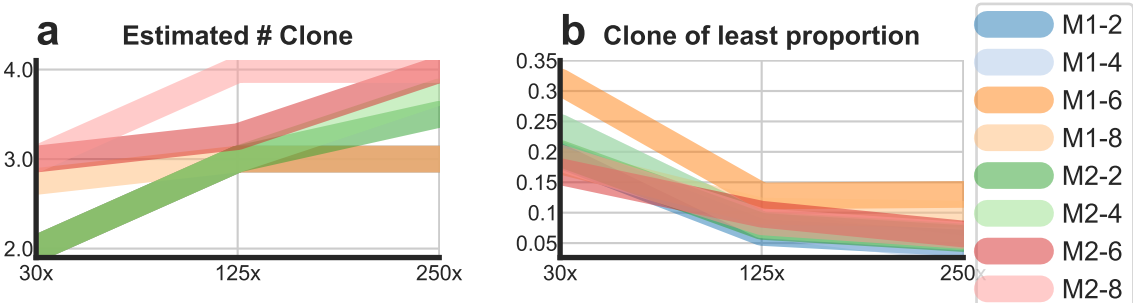 a Estimated # Clone
4.0
3.0
2.0
30x 125x 250x
b Clone of least proportion
0.35
0.3
0.25
0.2
0.15
0.1
0.05
30x 125x 250x
M1-2
M1-4
M1-6
M1-8
M2-2
M2-4
M2-6
M2-8